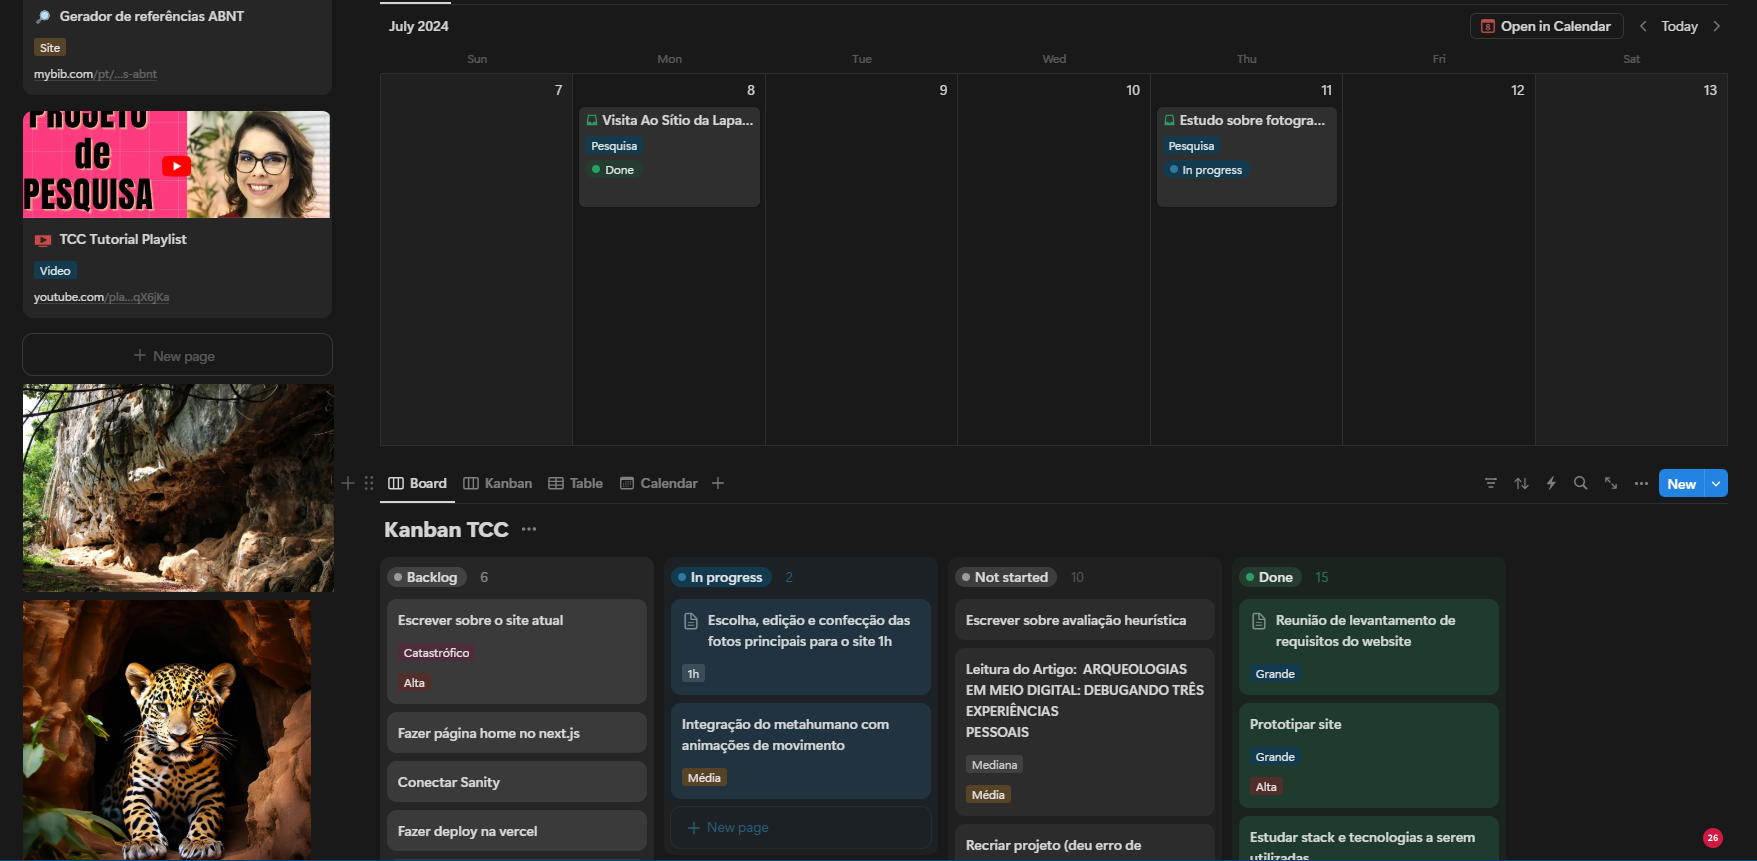 Gerador de referências ABNT
Site
mybib.com/pt/...s-abnt
PROJETO
de
PESQUISA
TCC Tutorial Playlist
Video
youtube.com/pla...qX6jKa
+ New page
July 2024
8
Open in Calendar
< Today >
Sun Mon Tue Wed Thu Fri Sat
7 8 9 10 11 12 13
Visita Ao Sítio da Lapa...
Pesquisa
Done
Estudo sobre fotogra...
Pesquisa
In progress
Board Kanban Table Calendar +
New
Kanban TCC ...
Backlog 6
Escrever sobre o site atual
Catastrófico
Alta
Fazer página home no next.js
Conectar Sanity
Fazer deploy na vercel
In progress 2
Escolha, edição e confecção das
fotos principais para o site 1h
1h
Integração do metahumano com
animações de movimento
Média
+ New page
Not started 10
Escrever sobre avaliação heurística
Leitura do Artigo: ARQUEOLOGIAS
EM MEIO DIGITAL: DEBUGANDO TRÊS
EXPERIÊNCIAS
PESSOAIS
Mediana
Média
Recriar projeto (deu erro de
Done 15
Reunião de levantamento de
requisitos do website
Grande
Prototipar site
Grande
Alta
Estudar stack e tecnologias a serem
utilizadas
26